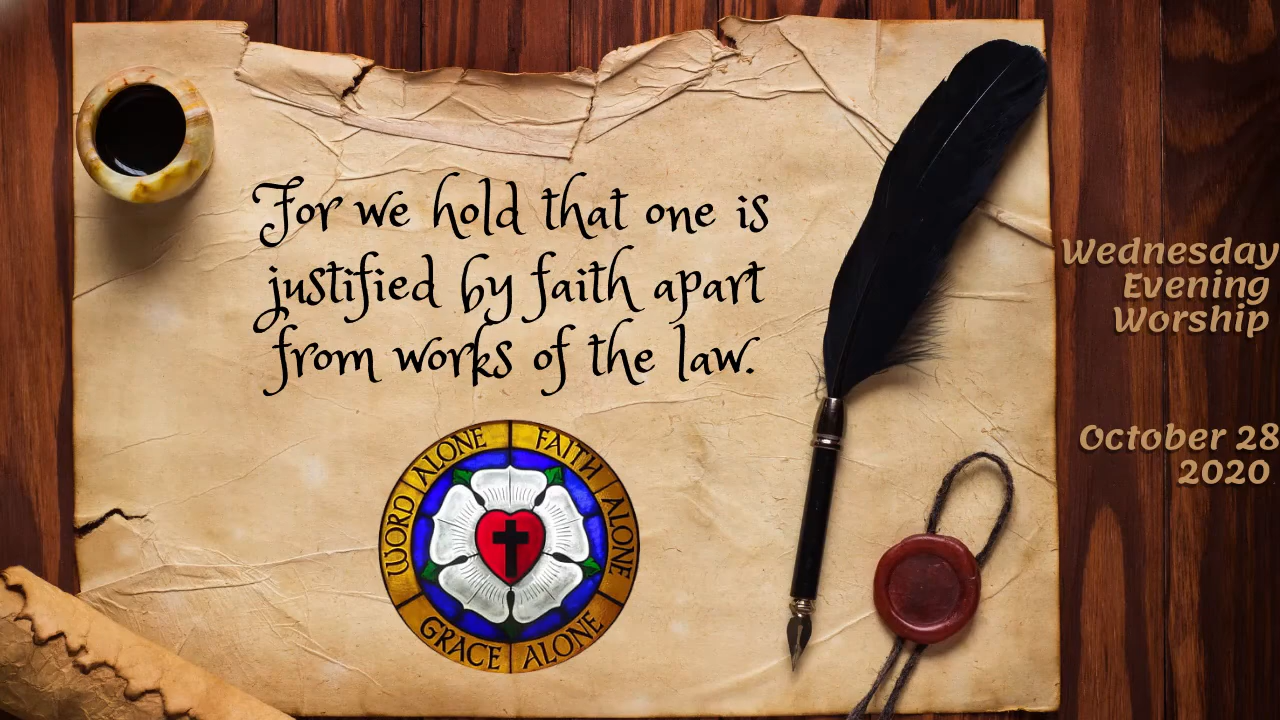 For we hold that one is
justified by faith apart
from works of the law.
WORD ALONE FAITH ALONE
GRACE ALONE
Wednesday
Evening
Worship
October 28
2020